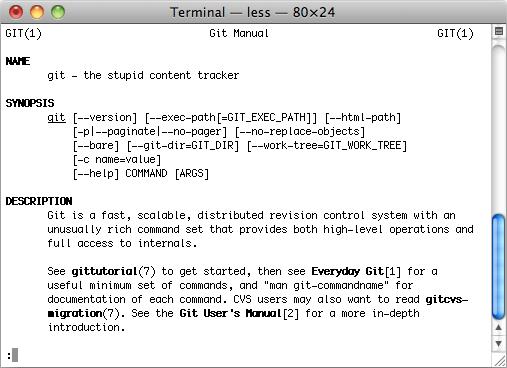 Terminal — less — 80×24
GIT(1) Git Manual GIT(1)
NAME
git - the stupid content tracker
SYNOPSIS
git [--version] [--exec-path[=GIT_EXEC_PATH]] [--html-path]
[-p|--paginate|--no-pager] [--no-replace-objects]
[--bare] [--git-dir=GIT_DIR] [--work-tree=GIT_WORK_TREE]
[-c name=value]
[--help] COMMAND [ARGS]
DESCRIPTION
Git is a fast, scalable, distributed revision control system with an
unusually rich command set that provides both high-level operations and
full access to internals.
See gittutorial(7) to get started, then see Everyday Git[1] for a
useful minimum set of commands, and "man git-commandname" for
documentation of each command. CVS users may also want to read gitcvs-
migration(7). See the Git User's Manual[2] for a more in-depth
introduction.
: